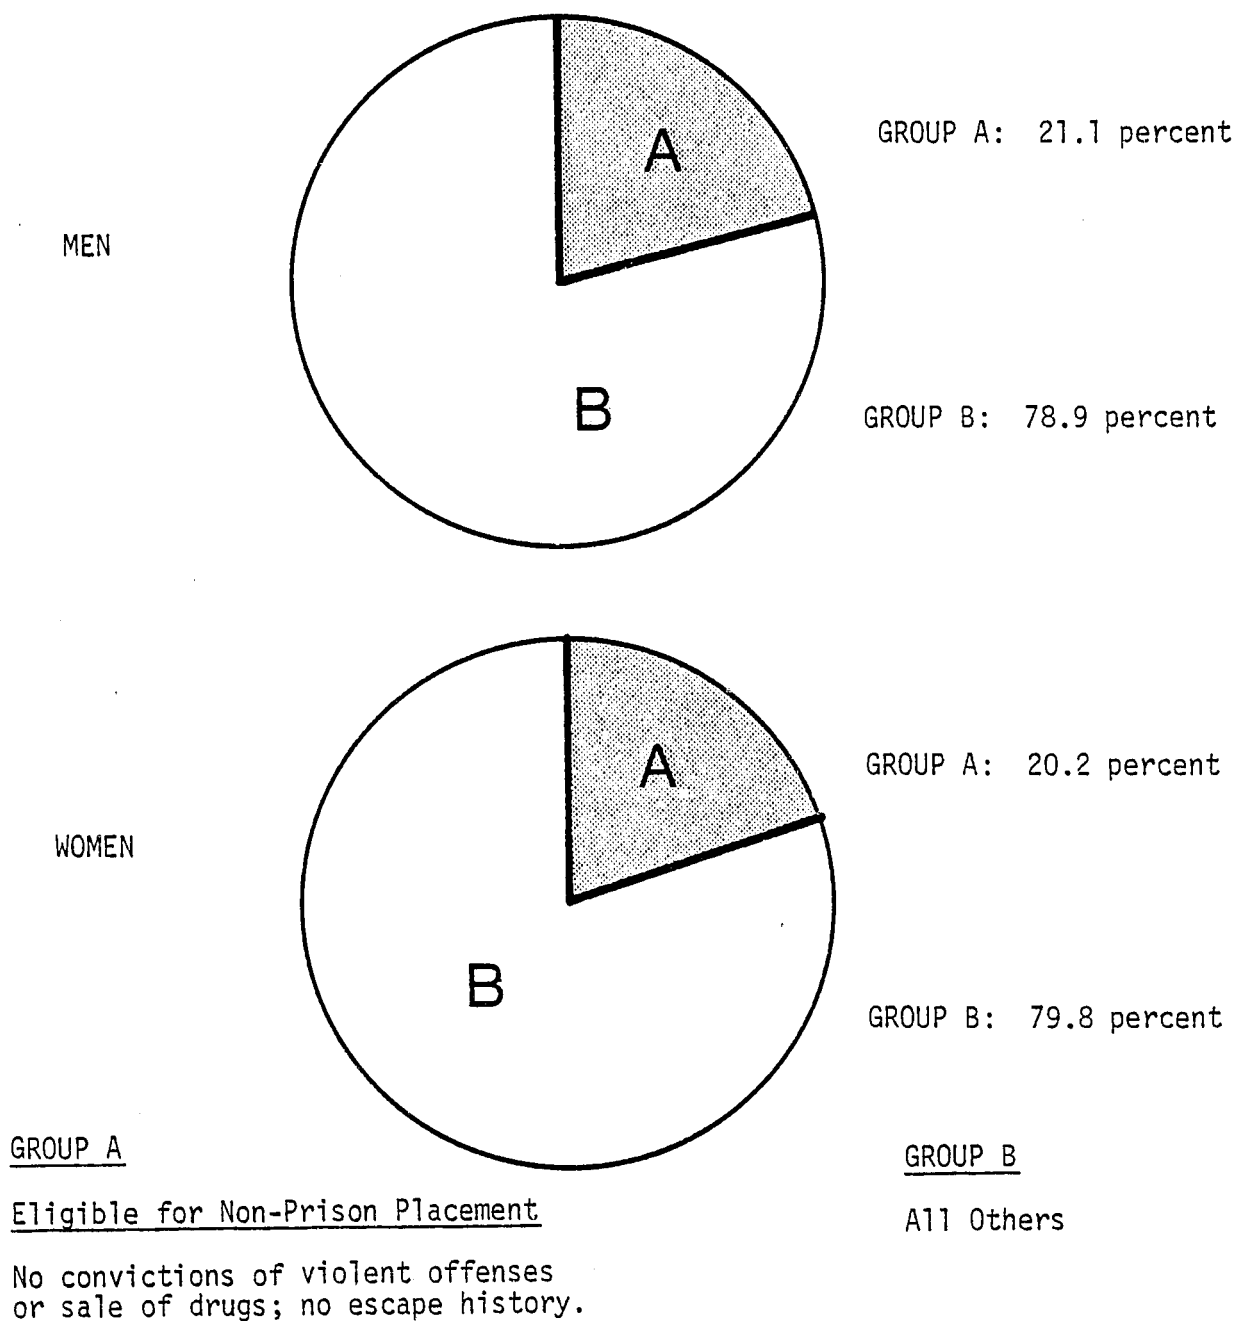 A
GROUP A: 21.1 percent
MEN
B
GROUP B: 78.9 percent
A
GROUP A: 20.2 percent
WOMEN
B
GROUP B: 79.8 percent
GROUP A
Eligible for Non-Prison Placement
No convictions of violent offenses
or sale of drugs; no escape history.
GROUP B
All Others